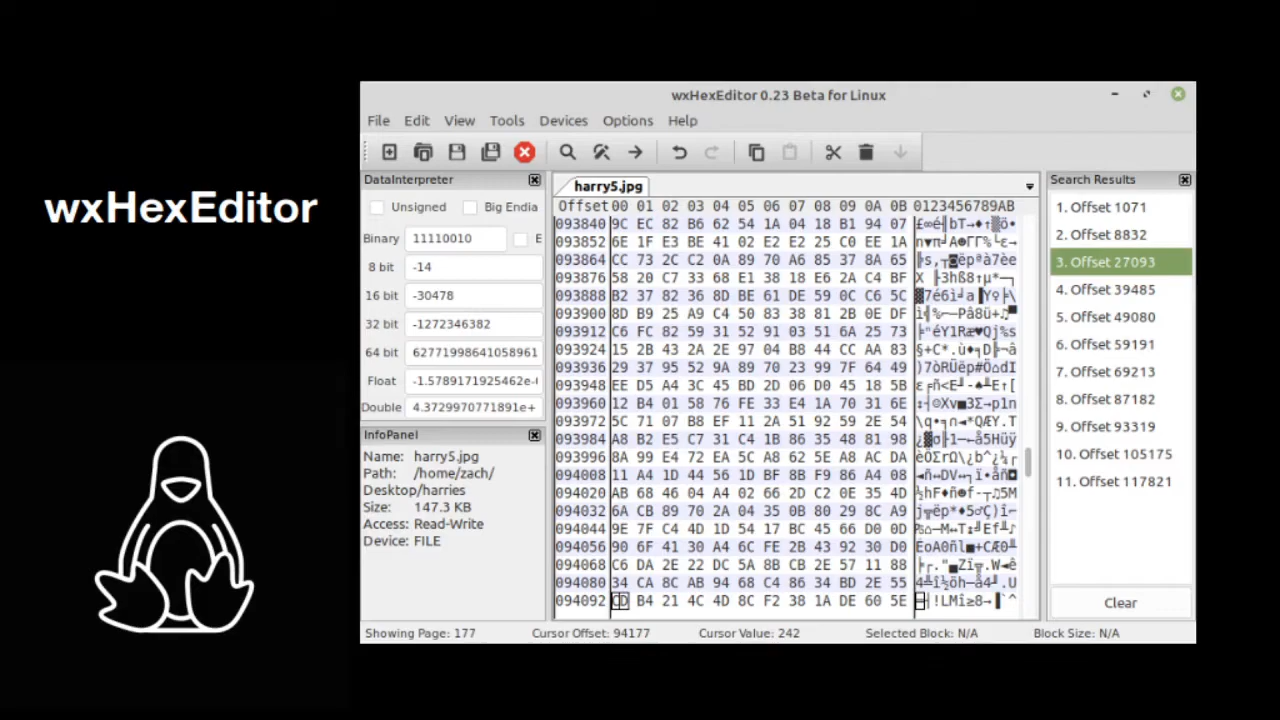 wxHexEditor
wxHexEditor 0.23 Beta for Linux
File Edit View Tools Devices Options Help
DataInterpreter
Unsigned Big Endia
Binary 11110010 E
8 bit -14
16 bit -30478
32 bit -1272346382
64 bit 62771998641058961
Float -1.5789171925462e-
Double 4.3729970771891e+
InfoPanel
Name: harry5.jpg
Path: /home/zach/
Desktop/harries
Size: 147.3 KB
Access: Read-Write
Device: FILE
harry5.jpg
Offset 00 01 02 03 04 05 06 07 08 09 0A 0B 0123456789AB
093840 9C EC 82 B6 62 54 1A 04 18 B1 94 07
093852 6E 1F E3 BE 41 02 E2 E2 25 C0 EE 1A
093864 CC 73 2C C2 0A 89 70 A6 85 37 8A 65
093876 58 20 C7 33 68 E1 38 18 E6 2A C4 BF
093888 B2 37 82 36 8D BE 61 DE 59 0C C6 5C
093900 8D B9 25 A9 C4 50 83 38 81 2B 0E DF
093912 C6 FC 82 59 31 52 91 03 51 6A 25 73
093924 15 2B 43 2A 2E 97 04 B8 44 CC AA 83
093936 29 37 95 52 9A 89 70 23 99 7F 64 49
093948 EE D5 A4 3C 45 BD 2D 06 D0 45 18 5B
093960 12 B4 01 58 76 FE 33 E4 1A 70 31 6E
093972 5C 71 07 B8 EF 11 2A 51 92 59 2E 54
093984 A8 B2 E5 C7 31 C4 1B 86 35 48 81 98
093996 8A 99 E4 72 EA 5C A8 62 5E A8 AC DA
094008 11 A4 1D 44 56 1D BF 8B F9 86 A4 08
094020 AB 68 46 04 A4 02 66 2D C2 0E 35 4D
094032 6A CB 89 70 2A 04 35 0B 80 29 8C A9
094044 9E 7F C4 4D 1D 54 17 BC 45 66 D0 0D
094056 90 6F 41 30 A4 6C FE 2B 43 92 30 D0
094068 C6 DA 2E 22 DC 5A 8B CB 2E 57 11 88
094080 34 CA 8C AB 94 68 C4 86 34 BD 2E 55
094092 CD B4 21 4C 4D 8C F2 38 1A DE 60 5E
Search Results
1. Offset 1071
2. Offset 8832
3. Offset 27093
4. Offset 39485
5. Offset 49080
6. Offset 59191
7. Offset 69213
8. Offset 87182
9. Offset 93319
10. Offset 105175
11. Offset 117821
Clear
Showing Page: 177 Cursor Offset: 94177 Cursor Value: 242 Selected Block: N/A Block Size: N/A